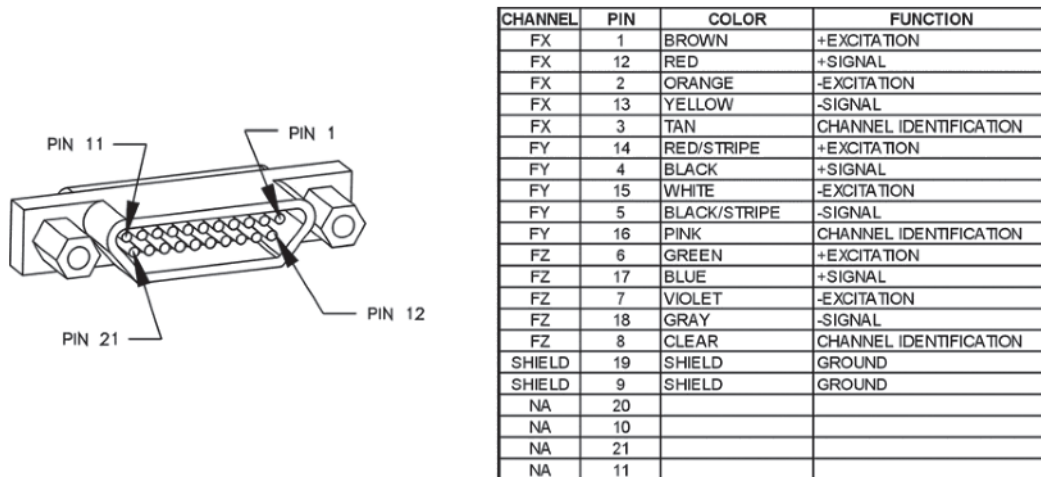 PIN 11
PIN 1
PIN 12
PIN 21
CHANNEL PIN COLOR FUNCTION
FX 1 BROWN +EXCITATION
FX 12 RED +SIGNAL
FX 2 ORANGE -EXCITATION
FX 13 YELLOW -SIGNAL
FX 3 TAN CHANNEL IDENTIFICATION
FY 14 RED/STRIPE +EXCITATION
FY 4 BLACK +SIGNAL
FY 15 WHITE -EXCITATION
FY 5 BLACK/STRIPE -SIGNAL
FY 16 PINK CHANNEL IDENTIFICATION
FZ 6 GREEN +EXCITATION
FZ 17 BLUE +SIGNAL
FZ 7 VIOLET -EXCITATION
FZ 18 GRAY -SIGNAL
FZ 8 CLEAR CHANNEL IDENTIFICATION
SHIELD 19 SHIELD GROUND
SHIELD 9 SHIELD GROUND
NA 20
NA 10
NA 21
NA 11